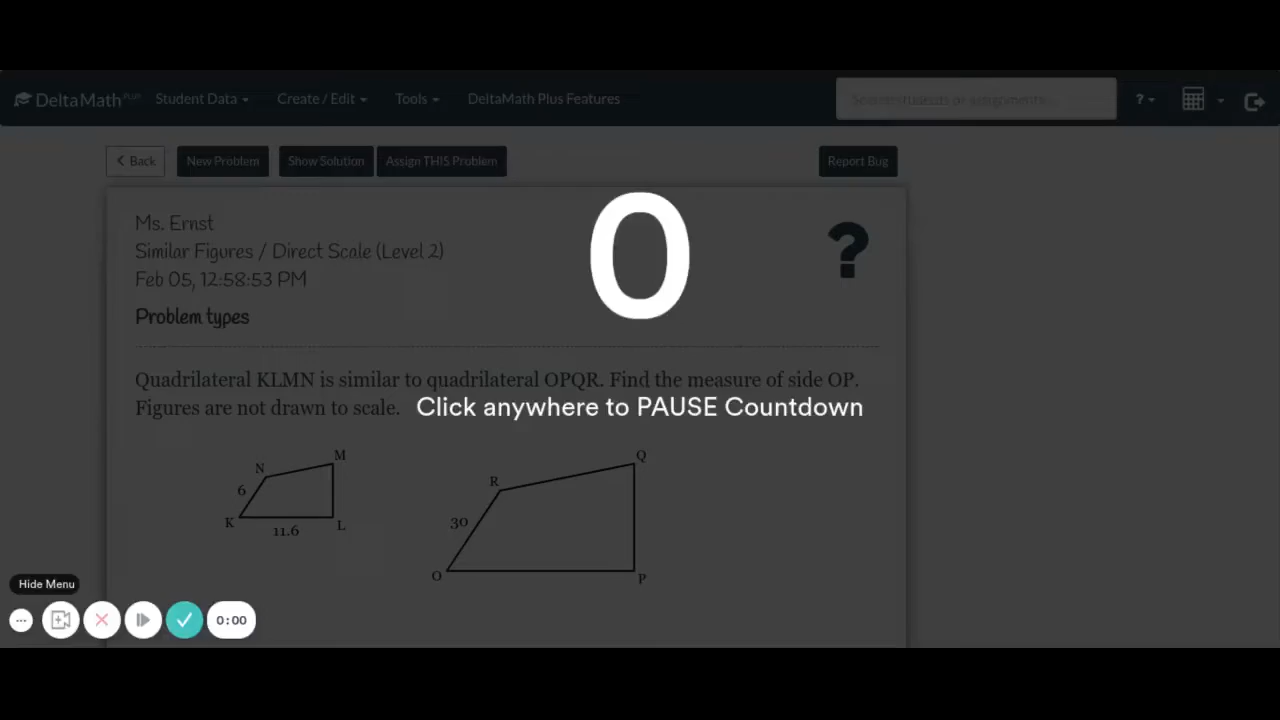 DeltaMath PLUS Student Data Create / Edit Tools DeltaMath Plus Features ?
Back New Problem Show Solution Assign THIS Problem Report Bug
Ms. Ernst
Similar Figures / Direct Scale (Level 2)
Feb 05, 12:58:53 PM
?
0
Problem types
Quadrilateral KLMN is similar to quadrilateral OPQR. Find the measure of side OP.
Figures are not drawn to scale.
Click anywhere to PAUSE Countdown
N M
6
K 11.6 L
R Q
30
O P
Hide Menu
0:00